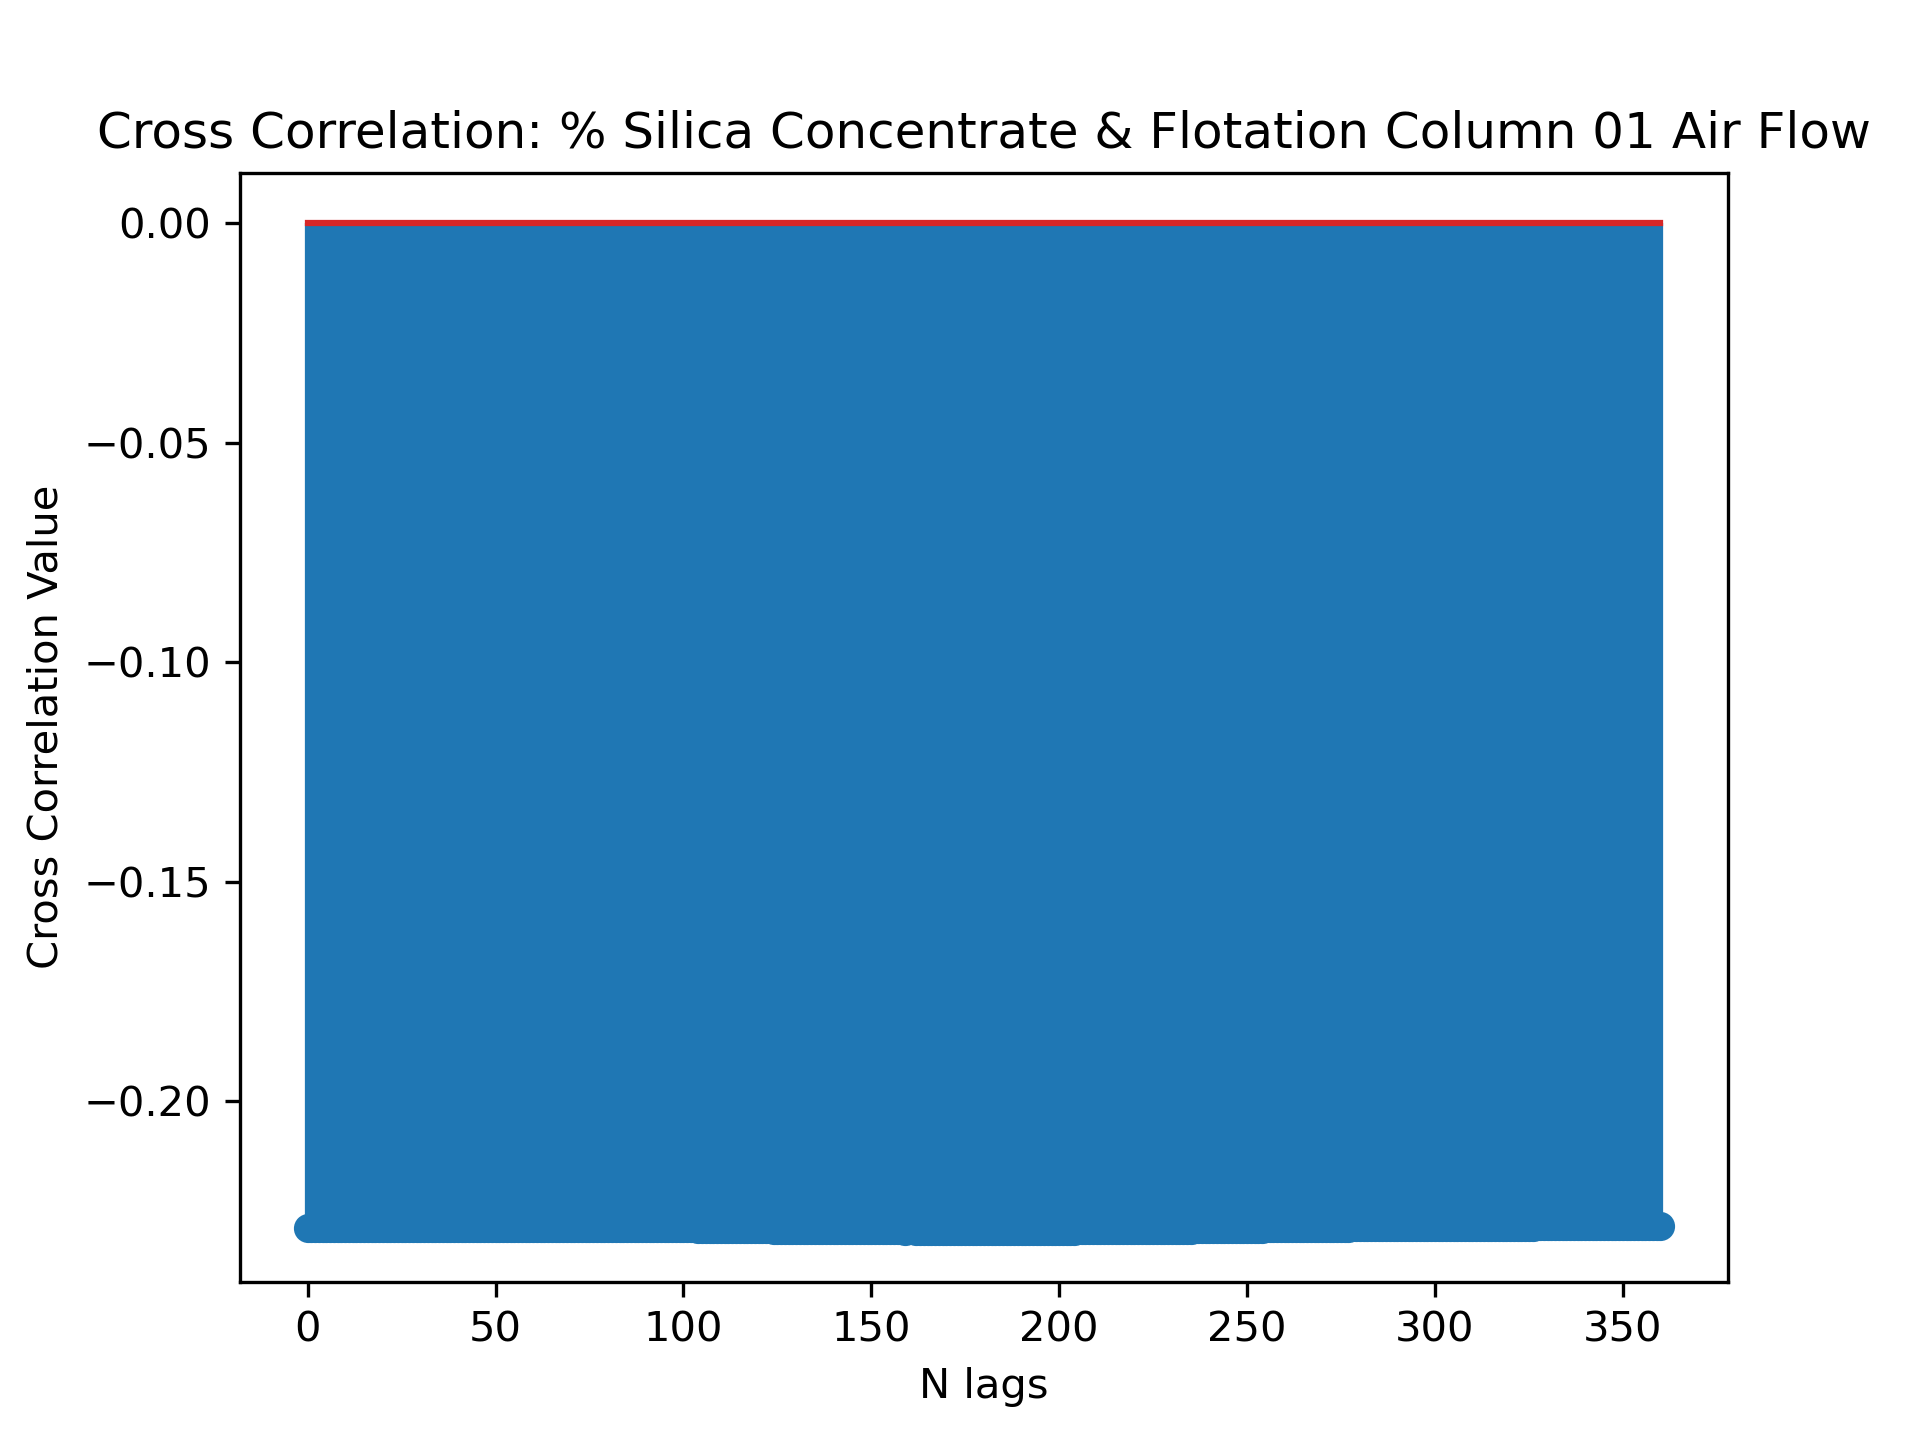 Cross Correlation: % Silica Concentrate & Flotation Column 01 Air Flow
0.00
−0.05
−0.10
−0.15
−0.20
Cross Correlation Value
0 50 100 150 200 250 300 350
N lags